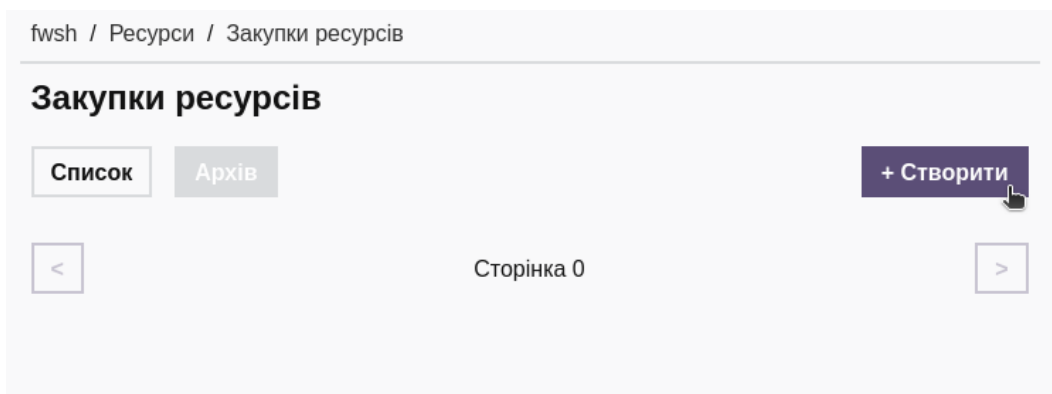 fwsh / Ресурси / Закупки ресурсів
Закупки ресурсів
Список Архів + Створити
< Сторінка 0 >